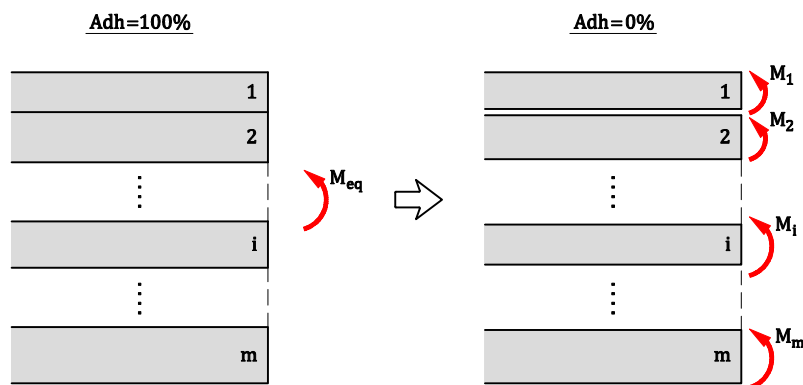 Adh=100%
1
2
⋮
i
⋮
m
M_eq
Adh=0%
1
2
⋮
i
⋮
m
M_1
M_2
M_i
M_m